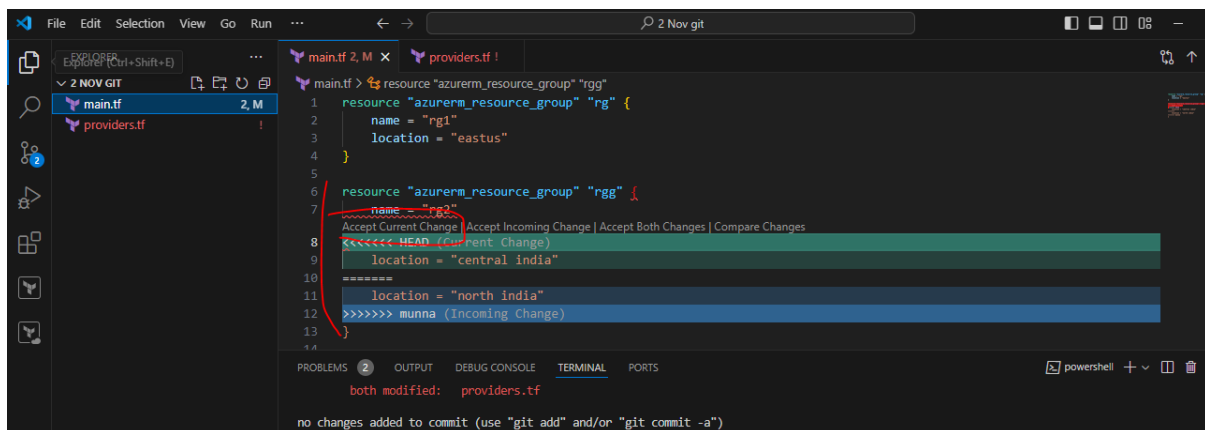 File Edit Selection View Go Run ... 2 Nov git
EXPLORER ...
Explorer (Ctrl+Shift+E)
2 NOV GIT
main.tf 2, M
providers.tf !
2
main.tf 2, M providers.tf !
main.tf > resource "azurerm_resource_group" "rgg"
1 resource "azurerm_resource_group" "rg" {
2 name = "rg1"
3 location = "eastus"
4 }
5
6 resource "azurerm_resource_group" "rgg" {
7 name = "rg2"
Accept Current Change | Accept Incoming Change | Accept Both Changes | Compare Changes
8 <<<<<<< HEAD (Current Change)
9 location = "central india"
10 =======
11 location = "north india"
12 >>>>>>> munna (Incoming Change)
13 }
14
PROBLEMS 2 OUTPUT DEBUG CONSOLE TERMINAL PORTS powershell
both modified: providers.tf
no changes added to commit (use "git add" and/or "git commit -a")